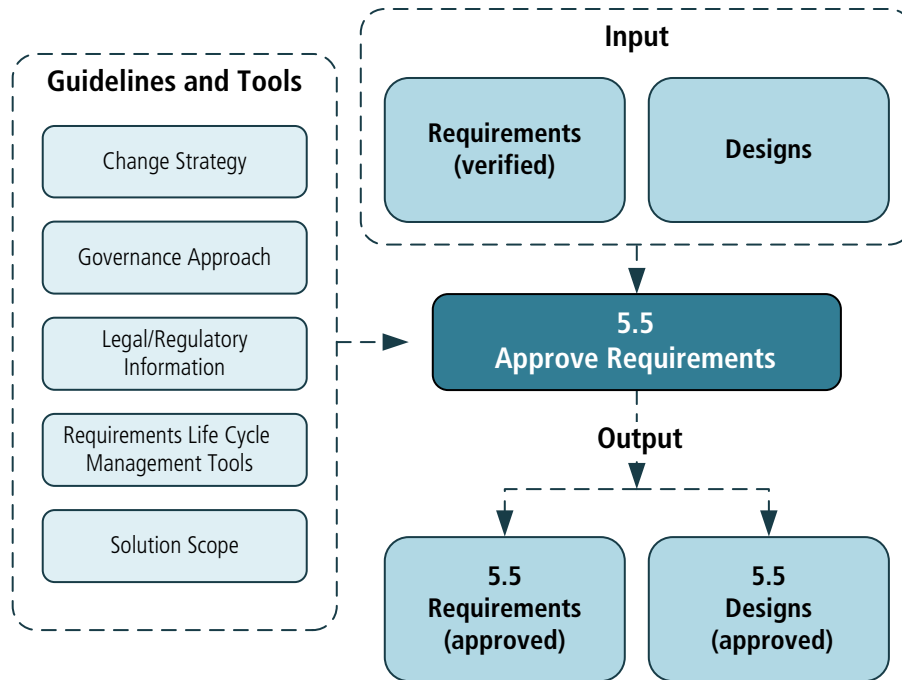 Guidelines and Tools
Change Strategy
Governance Approach
Legal/Regulatory
Information
Requirements Life Cycle
Management Tools
Solution Scope
Input
Requirements
(verified)
Designs
5.5
Approve Requirements
Output
5.5
Requirements
(approved)
5.5
Designs
(approved)